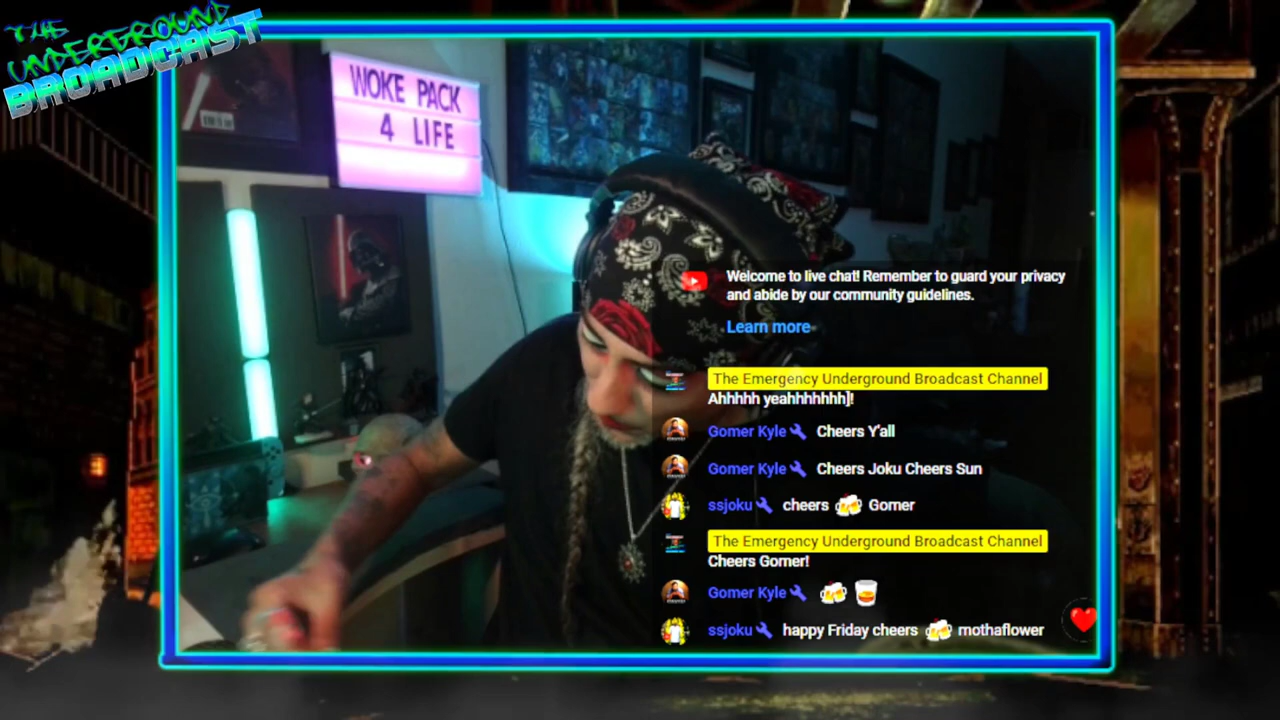 THE
UNDERGROUND
BROADCAST
WOKE PACK
4 LIFE
Welcome to live chat! Remember to guard your privacy
and abide by our community guidelines.
Learn more
The Emergency Underground Broadcast Channel
Ahhhhh yeahhhhhhh]!
Gomer Kyle Cheers Y'all
Gomer Kyle Cheers Joku Cheers Sun
ssjoku cheers 🍻 Gomer
The Emergency Underground Broadcast Channel
Cheers Gomer!
Gomer Kyle 🍻 🥃
ssjoku happy Friday cheers 🍻 mothaflower